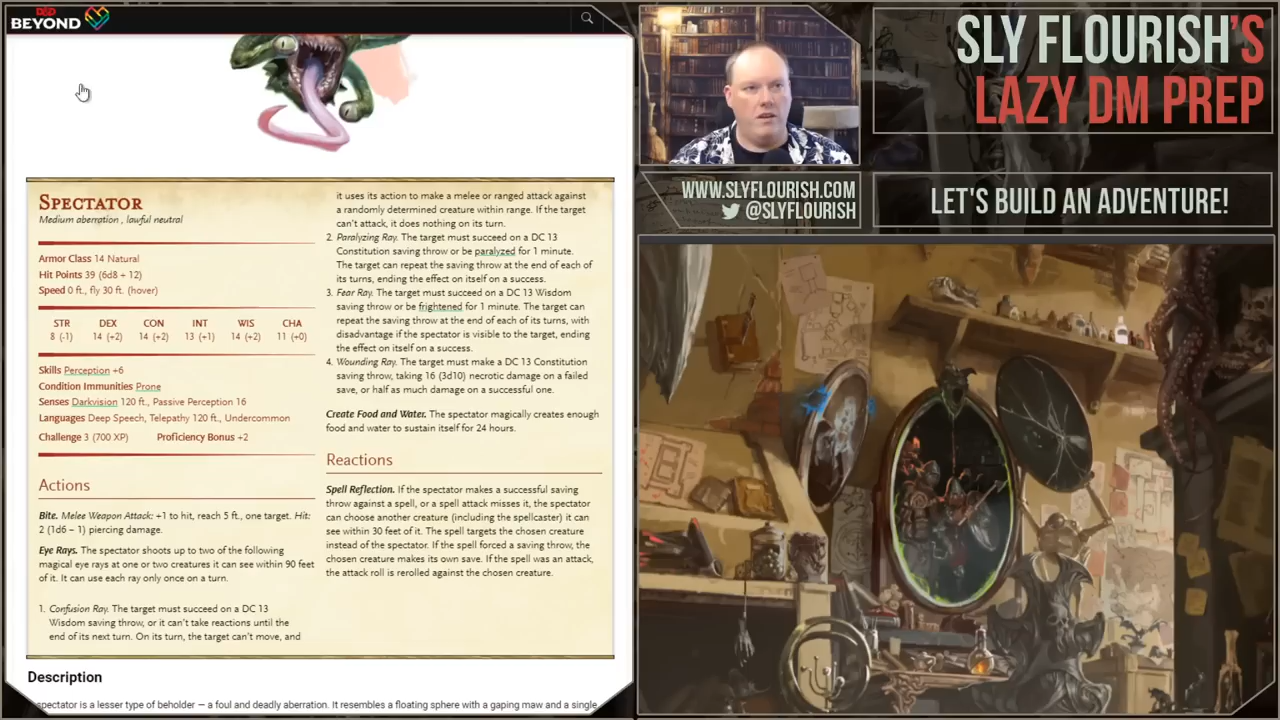 D&D
BEYOND
SPECTATOR
Medium aberration , lawful neutral
Armor Class 14 Natural
Hit Points 39 (6d8 + 12)
Speed 0 ft., fly 30 ft. (hover)
STR DEX CON INT WIS CHA
8 (-1) 14 (+2) 14 (+2) 13 (+1) 14 (+2) 11 (+0)
Skills Perception +6
Condition Immunities Prone
Senses Darkvision 120 ft., Passive Perception 16
Languages Deep Speech, Telepathy 120 ft., Undercommon
Challenge 3 (700 XP) Proficiency Bonus +2
Actions
Bite. Melee Weapon Attack: +1 to hit, reach 5 ft., one target. Hit:
2 (1d6 – 1) piercing damage.
Eye Rays. The spectator shoots up to two of the following
magical eye rays at one or two creatures it can see within 90 feet
of it. It can use each ray only once on a turn.
1. Confusion Ray. The target must succeed on a DC 13
Wisdom saving throw, or it can't take reactions until the
end of its next turn. On its turn, the target can't move, and
it uses its action to make a melee or ranged attack against
a randomly determined creature within range. If the target
can't attack, it does nothing on its turn.
2. Paralyzing Ray. The target must succeed on a DC 13
Constitution saving throw or be paralyzed for 1 minute.
The target can repeat the saving throw at the end of each of
its turns, ending the effect on itself on a success.
3. Fear Ray. The target must succeed on a DC 13 Wisdom
saving throw or be frightened for 1 minute. The target can
repeat the saving throw at the end of each of its turns, with
disadvantage if the spectator is visible to the target, ending
the effect on itself on a success.
4. Wounding Ray. The target must make a DC 13 Constitution
saving throw, taking 16 (3d10) necrotic damage on a failed
save, or half as much damage on a successful one.
Create Food and Water. The spectator magically creates enough
food and water to sustain itself for 24 hours.
Reactions
Spell Reflection. If the spectator makes a successful saving
throw against a spell, or a spell attack misses it, the spectator
can choose another creature (including the spellcaster) it can
see within 30 feet of it. The spell targets the chosen creature
instead of the spectator. If the spell forced a saving throw, the
chosen creature makes its own save. If the spell was an attack,
the attack roll is rerolled against the chosen creature.
Description
spectator is a lesser type of beholder — a foul and deadly aberration. It resembles a floating sphere with a gaping maw and a single
SLY FLOURISH'S
LAZY DM PREP
WWW.SLYFLOURISH.COM
@SLYFLOURISH
LET'S BUILD AN ADVENTURE!